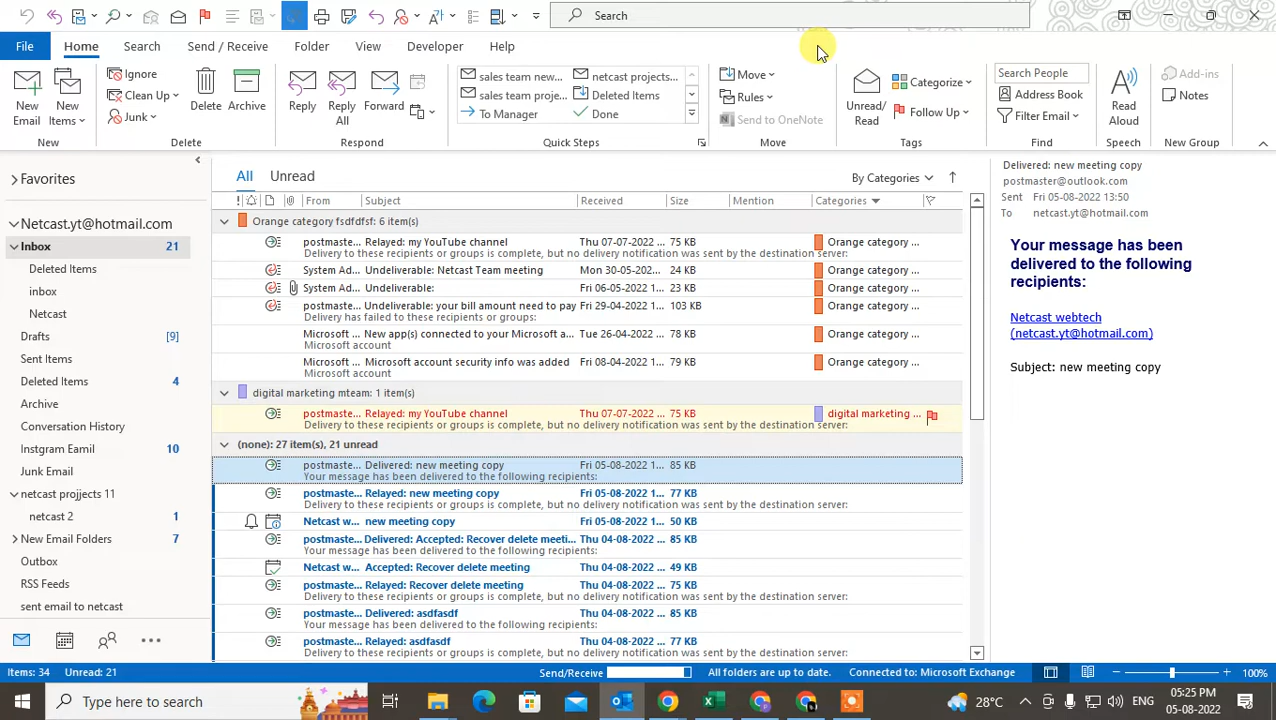 Search
File
Home
Search
Send / Receive
Folder
View
Developer
Help
New Email
New Items
New
Ignore
Clean Up
Junk
Delete
Archive
Delete
Reply
Reply All
Forward
Respond
sales team new...
netcast projects...
sales team proje...
Deleted Items
To Manager
Done
Quick Steps
Move
Rules
Send to OneNote
Move
Unread/ Read
Categorize
Follow Up
Tags
Search People
Address Book
Filter Email
Find
Read Aloud
Speech
Add-ins
Notes
New Group
Favorites
Netcast.yt@hotmail.com
Inbox 21
Deleted Items
inbox
Netcast
Drafts [9]
Sent Items
Deleted Items 4
Archive
Conversation History
Instgram Eamil 10
Junk Email
netcast projjects 11
netcast 2 1
New Email Folders 7
Outbox
RSS Feeds
sent email to netcast
All Unread By Categories
From Subject Received Size Mention Categories
Orange category fsdfdfsf: 6 item(s)
postmaste... Relayed: my YouTube channel Thu 07-07-2022 ... 75 KB Orange category ...
Delivery to these recipients or groups is complete, but no delivery notification was sent by the destination server:
System Ad... Undeliverable: Netcast Team meeting Mon 30-05-202... 24 KB Orange category ...
System Ad... Undeliverable: Fri 06-05-2022 ... 23 KB Orange category ...
postmaste... Undeliverable: your bill amount need to pay Fri 29-04-2022 ... 103 KB Orange category ...
Delivery has failed to these recipients or groups:
Microsoft ... New app(s) connected to your Microsoft a... Tue 26-04-2022 ... 78 KB Orange category ...
Microsoft account
Microsoft ... Microsoft account security info was added Fri 08-04-2022 ... 79 KB Orange category ...
Microsoft account
digital marketing mteam: 1 item(s)
postmaste... Relayed: my YouTube channel Thu 07-07-2022 ... 75 KB digital marketing ...
Delivery to these recipients or groups is complete, but no delivery notification was sent by the destination server:
(none): 27 item(s), 21 unread
postmaste... Delivered: new meeting copy Fri 05-08-2022 1... 85 KB
Your message has been delivered to the following recipients:
postmaste... Relayed: new meeting copy Fri 05-08-2022 1... 77 KB
Delivery to these recipients or groups is complete, but no delivery notification was sent by the destination server:
Netcast w... new meeting copy Fri 05-08-2022 1... 50 KB
postmaste... Delivered: Accepted: Recover delete meeti... Thu 04-08-2022 ... 85 KB
Your message has been delivered to the following recipients:
Netcast w... Accepted: Recover delete meeting Thu 04-08-2022 ... 49 KB
postmaste... Relayed: Recover delete meeting Thu 04-08-2022 ... 75 KB
Delivery to these recipients or groups is complete, but no delivery notification was sent by the destination server:
postmaste... Delivered: asdfasdf Thu 04-08-2022 ... 85 KB
Your message has been delivered to the following recipients:
postmaste... Relayed: asdfasdf Thu 04-08-2022 ... 77 KB
Delivery to these recipients or groups is complete, but no delivery notification was sent by the destination server:
Delivered: new meeting copy
postmaster@outlook.com
Sent Fri 05-08-2022 13:50
To netcast.yt@hotmail.com
Your message has been
delivered to the following
recipients:
Netcast webtech
(netcast.yt@hotmail.com)
Subject: new meeting copy
Items: 34 Unread: 21 Send/Receive All folders are up to date. Connected to: Microsoft Exchange 100%
Type here to search 28°C ENG 05:25 PM
05-08-2022